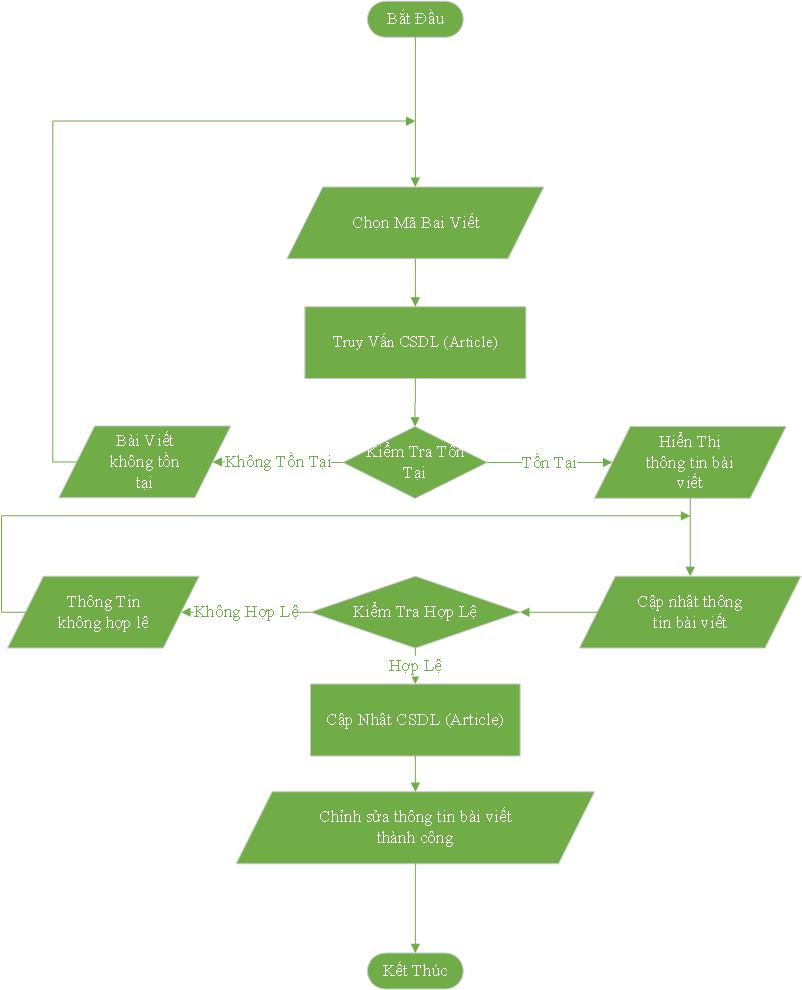 Bắt Đầu
Chọn Mã Bai Viết
Truy Vấn CSDL (Article)
Bài Viết
không tồn
tại
Không Tồn Tại
Kiểm Tra Tồn
Tại
Tồn Tại
Hiển Thị
thông tin bài
viết
Thông Tin
không hợp lệ
Không Hợp Lệ
Kiểm Tra Hợp Lệ
Cập nhật thông
tin bài viết
Hợp Lệ
Cập Nhât CSDL (Article)
Chỉnh sửa thông tin bài viết
thành công
Kết Thúc